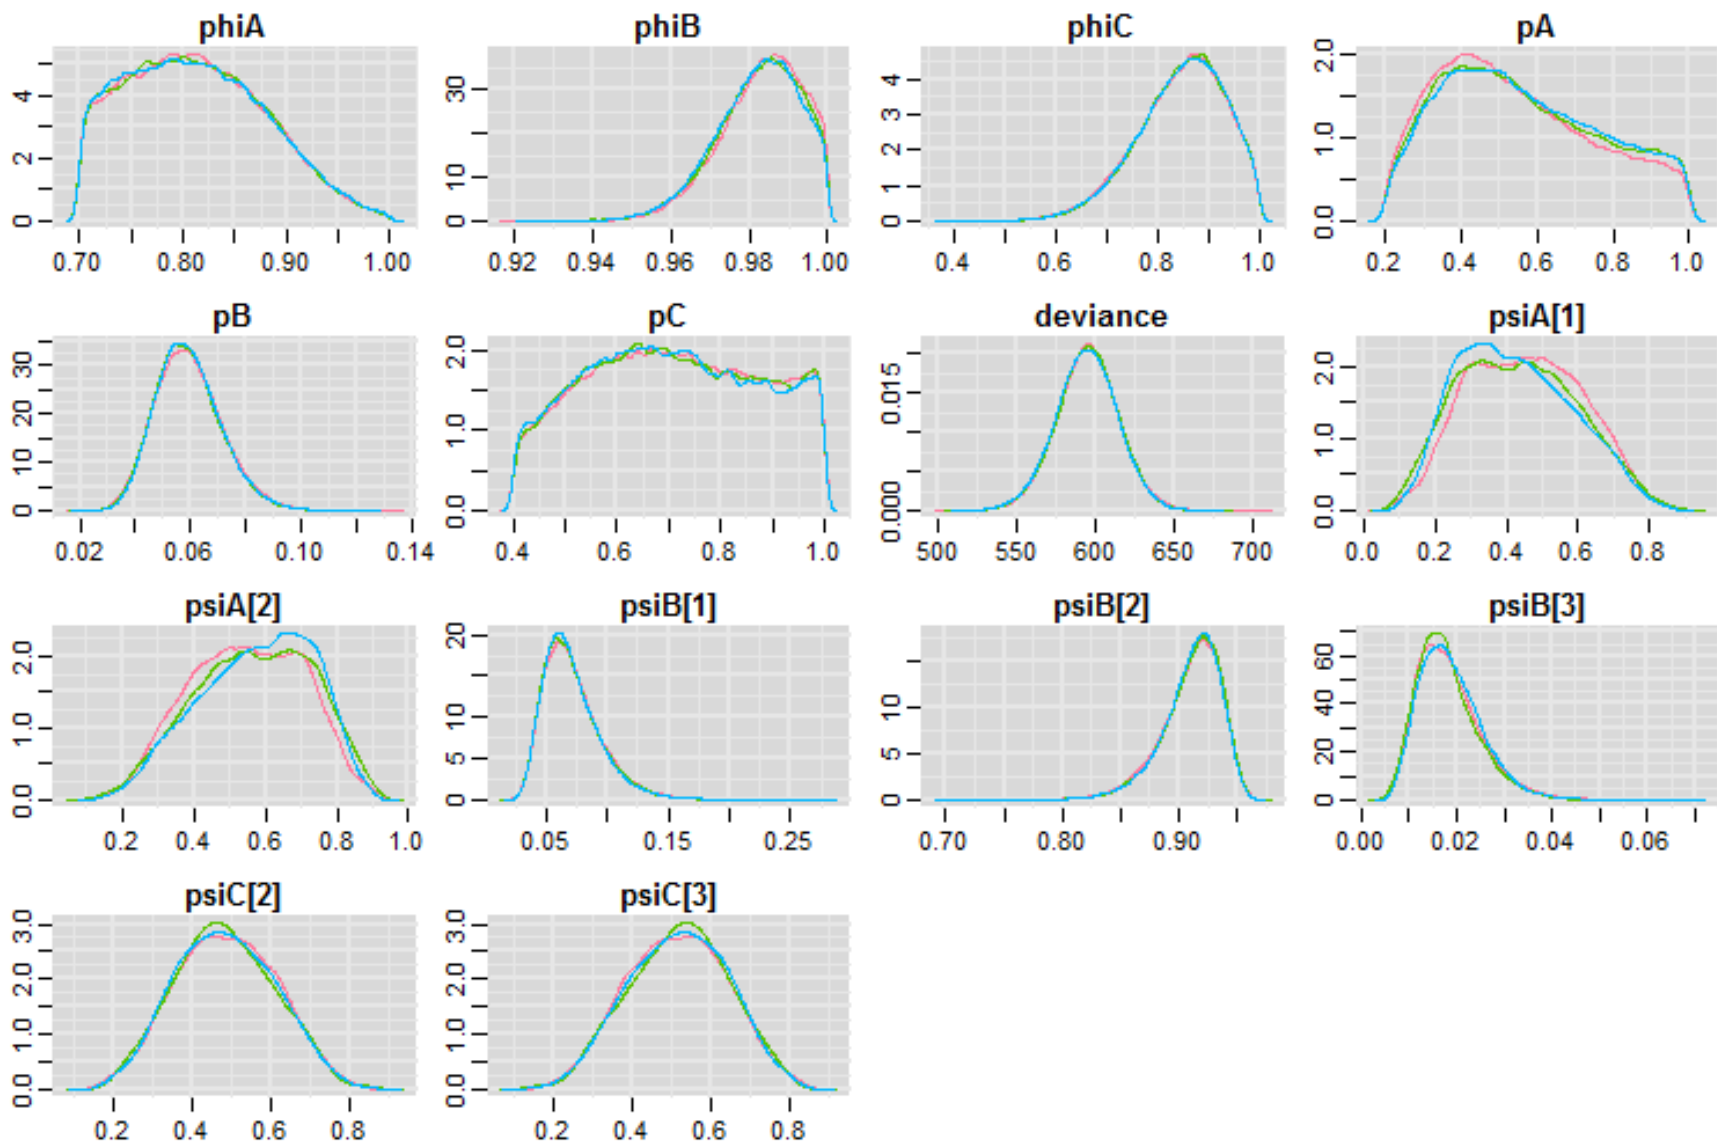 phiA phiB phiC pA
0 2 4
0.70 0.80 0.90 1.00
0 10 30
0.92 0.94 0.96 0.98 1.00
0 1 2 3 4
0.4 0.6 0.8 1.0
0.0 1.0 2.0
0.2 0.4 0.6 0.8 1.0
pB pC deviance psiA[1]
0 10 20 30
0.02 0.06 0.10 0.14
0.0 1.0 2.0
0.4 0.6 0.8 1.0
0.000 0.015
500 550 600 650 700
0.0 1.0 2.0
0.0 0.2 0.4 0.6 0.8
psiA[2] psiB[1] psiB[2] psiB[3]
0.0 1.0 2.0
0.2 0.4 0.6 0.8 1.0
0 5 10 20
0.05 0.15 0.25
0 5 10
0.70 0.80 0.90
0 20 40 60
0.00 0.02 0.04 0.06
psiC[2] psiC[3]
0.0 1.0 2.0 3.0
0.2 0.4 0.6 0.8
0.0 1.0 2.0 3.0
0.2 0.4 0.6 0.8